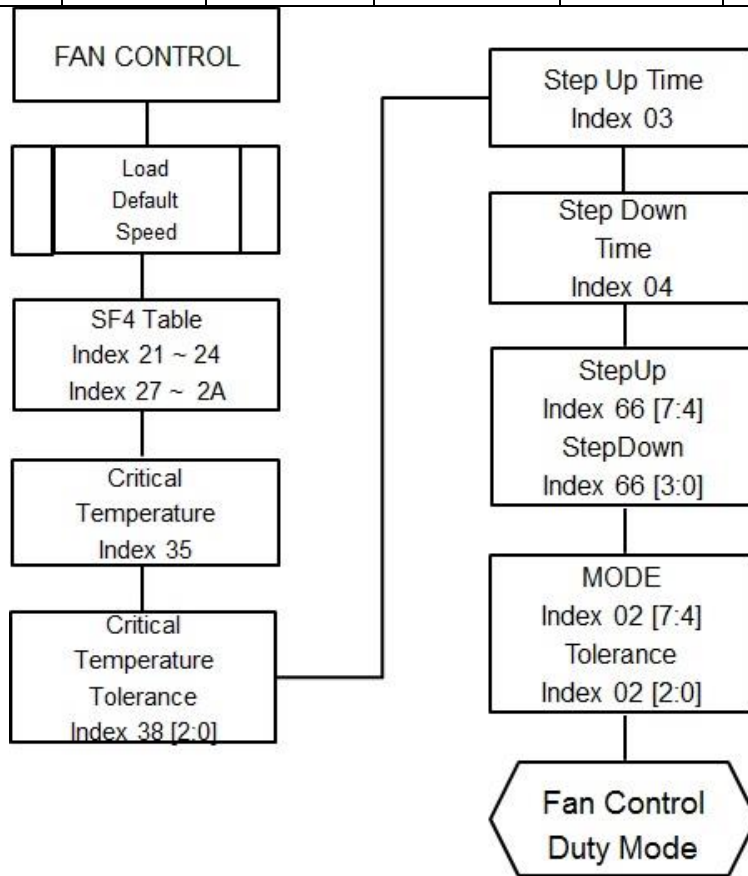 FAN CONTROL
Load
Default
Speed
SF4 Table
Index 21 ~ 24
Index 27 ~ 2A
Critical
Temperature
Index 35
Critical
Temperature
Tolerance
Index 38 [2:0]
Step Up Time
Index 03
Step Down
Time
Index 04
StepUp
Index 66 [7:4]
StepDown
Index 66 [3:0]
MODE
Index 02 [7:4]
Tolerance
Index 02 [2:0]
Fan Control
Duty Mode